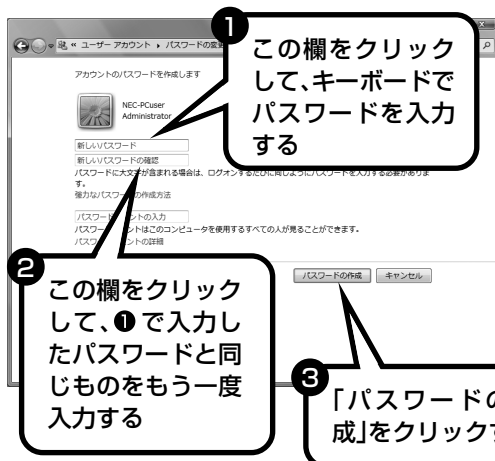 1
この欄をクリック
して、キーボードで
パスワードを入力
する
« ユーザー アカウント ▸ パスワードの変
アカウントのパスワードを作成します
NEC-PCuser
Administrator
新しいパスワード
新しいパスワードの確認
パスワードに大文字が含まれる場合は、ログオンするたびに同じようにパスワードを入力する必要がありま
す。
強力なパスワードの作成方法
パスワード ントの入力
パスワー ントはこのコンピュータを使用するすべての人が見ることができます。
パスワ ントの詳細
パスワードの作成 キャンセル
2
この欄をクリック
して、❶で入力し
たパスワードと同
じものをもう一度
入力する
3
「パスワードの
成」をクリックす